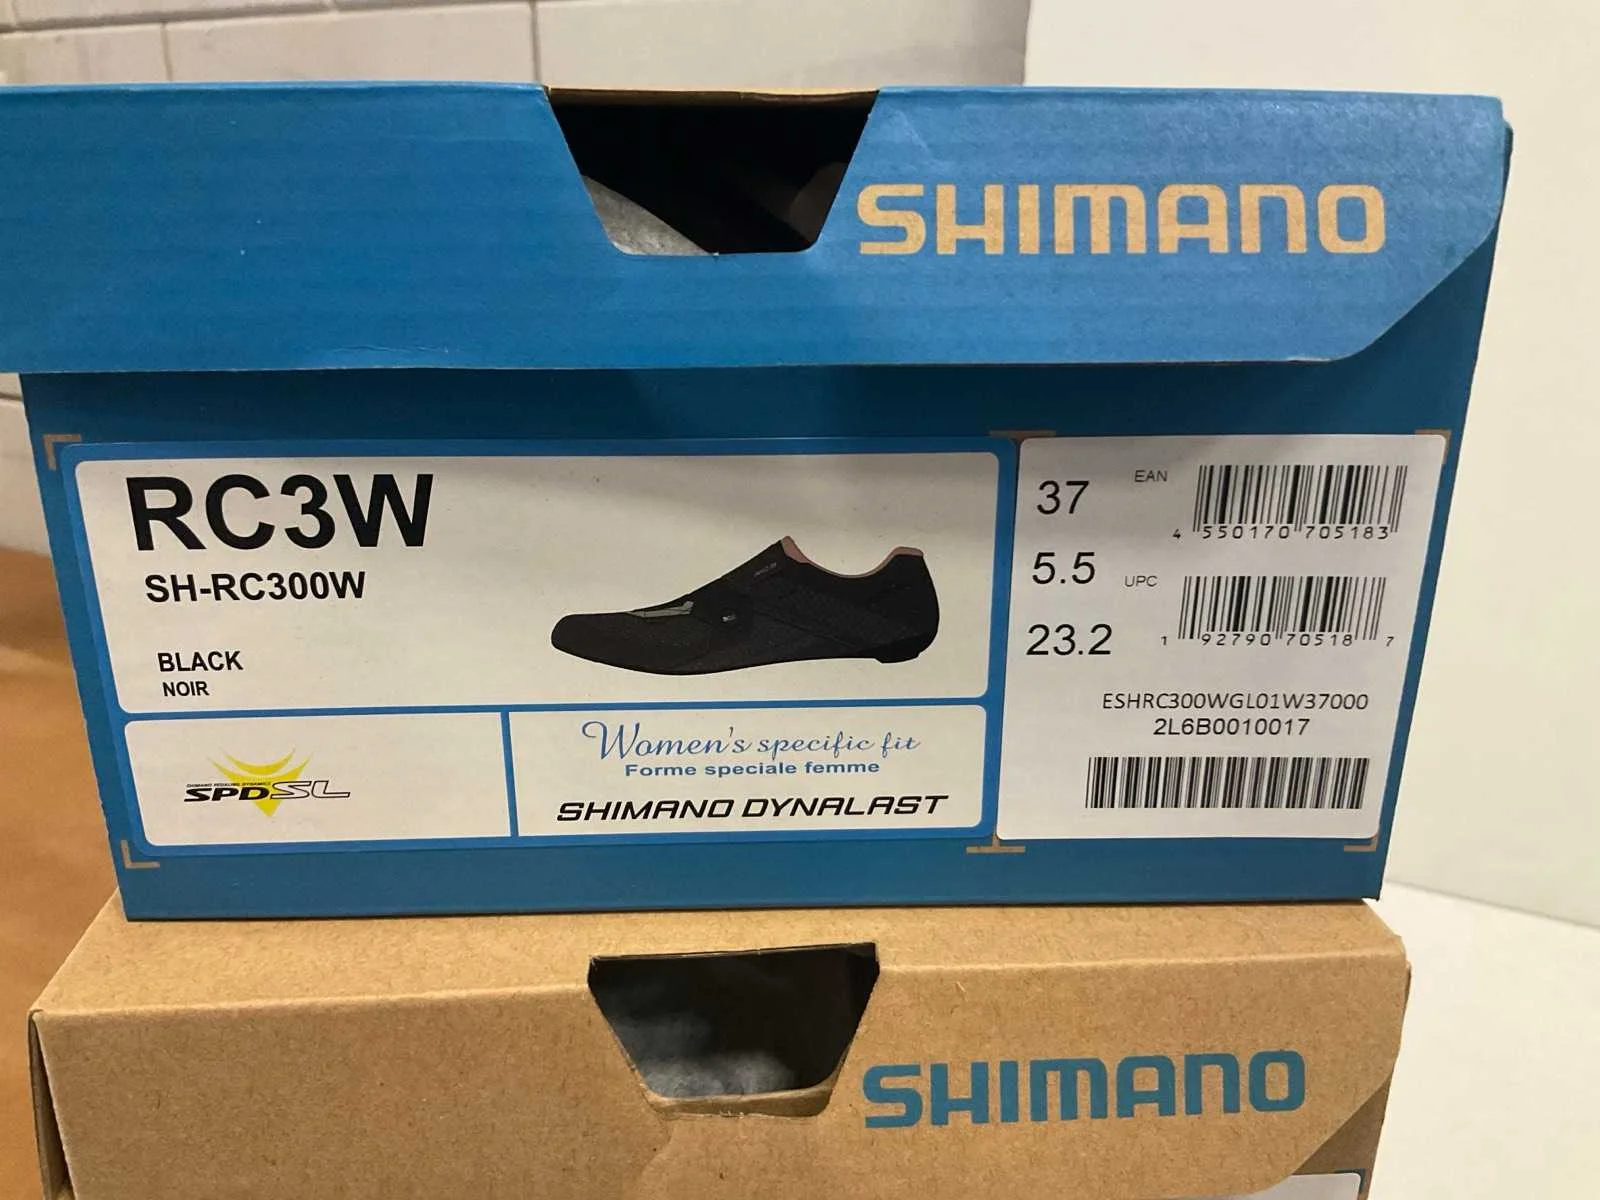 SHIMANO
RC3W
SH-RC300W
BLACK
NOIR
SPD-SL
Women's specific fit
Forme speciale femme
SHIMANO DYNALAST
37
EAN
4 550170 705183
5.5
UPC
1 92790 70518 7
23.2
ESHRC300WGL01W37000
2L6B0010017
SHIMANO